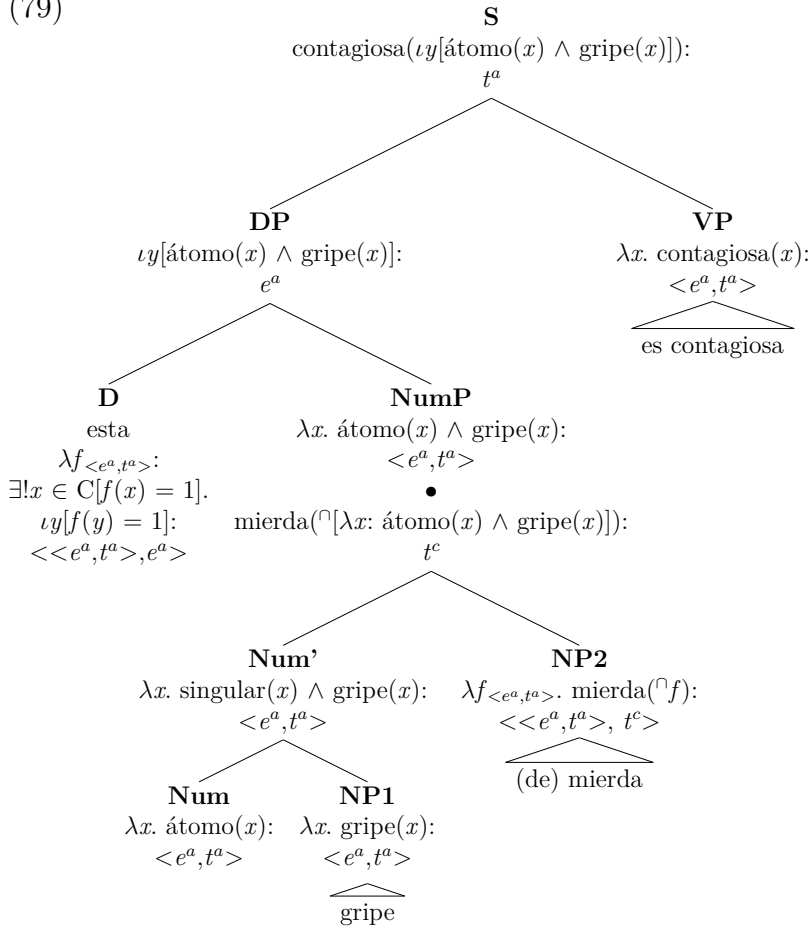 (79)
S
contagiosa(ιy[átomo(x) ∧ gripe(x)]):
t^a
DP
ιy[átomo(x) ∧ gripe(x)]:
e^a
VP
λx. contagiosa(x):
<e^a,t^a>
es contagiosa
D
esta
λf_{<e^a,t^a>}:
∃!x ∈ C[f(x) = 1].
ιy[f(y) = 1]:
<<e^a,t^a>,e^a>
NumP
λx. átomo(x) ∧ gripe(x):
<e^a,t^a>
•
mierda(^∩[λx: átomo(x) ∧ gripe(x)]):
t^c
Num'
λx. singular(x) ∧ gripe(x):
<e^a,t^a>
NP2
λf_{<e^a,t^a>}. mierda(^∩f):
<<e^a,t^a>, t^c>
(de) mierda
Num
λx. átomo(x):
<e^a,t^a>
NP1
λx. gripe(x):
<e^a,t^a>
gripe